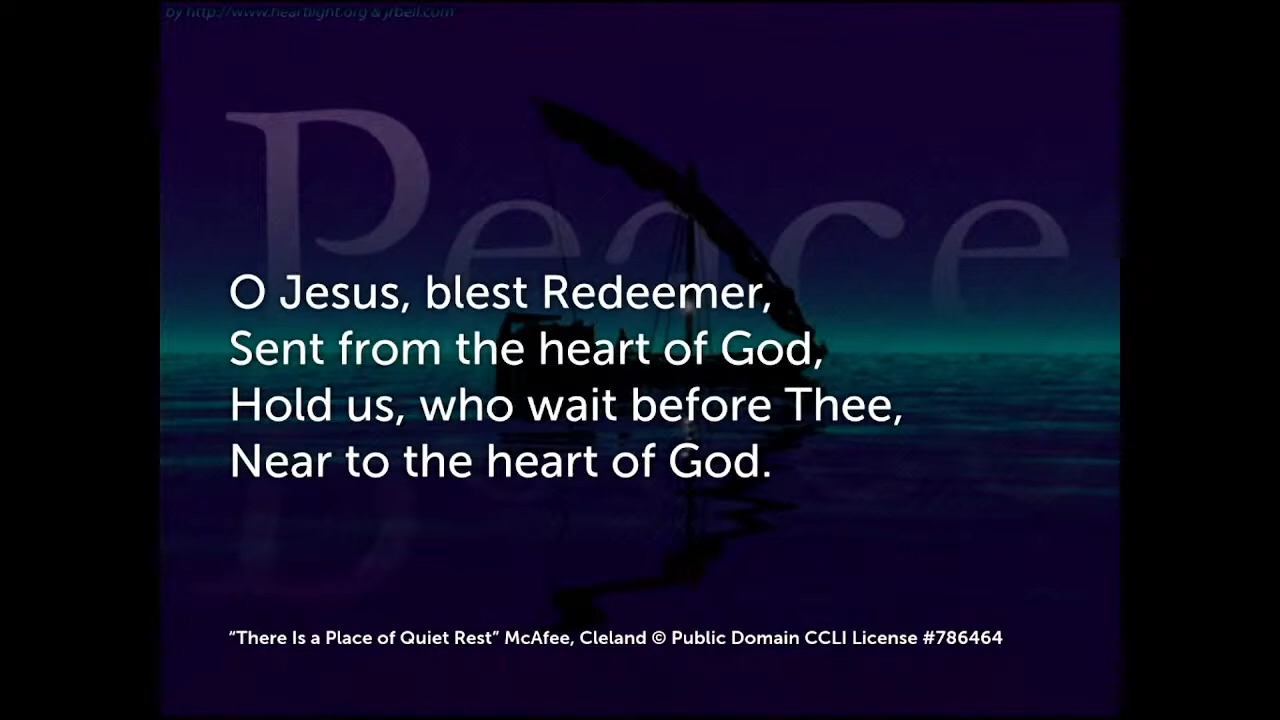 by http://www.heartlight.org & jrbell.com
Peace
O Jesus, blest Redeemer,
Sent from the heart of God,
Hold us, who wait before Thee,
Near to the heart of God.
“There Is a Place of Quiet Rest” McAfee, Cleland © Public Domain CCLI License #786464